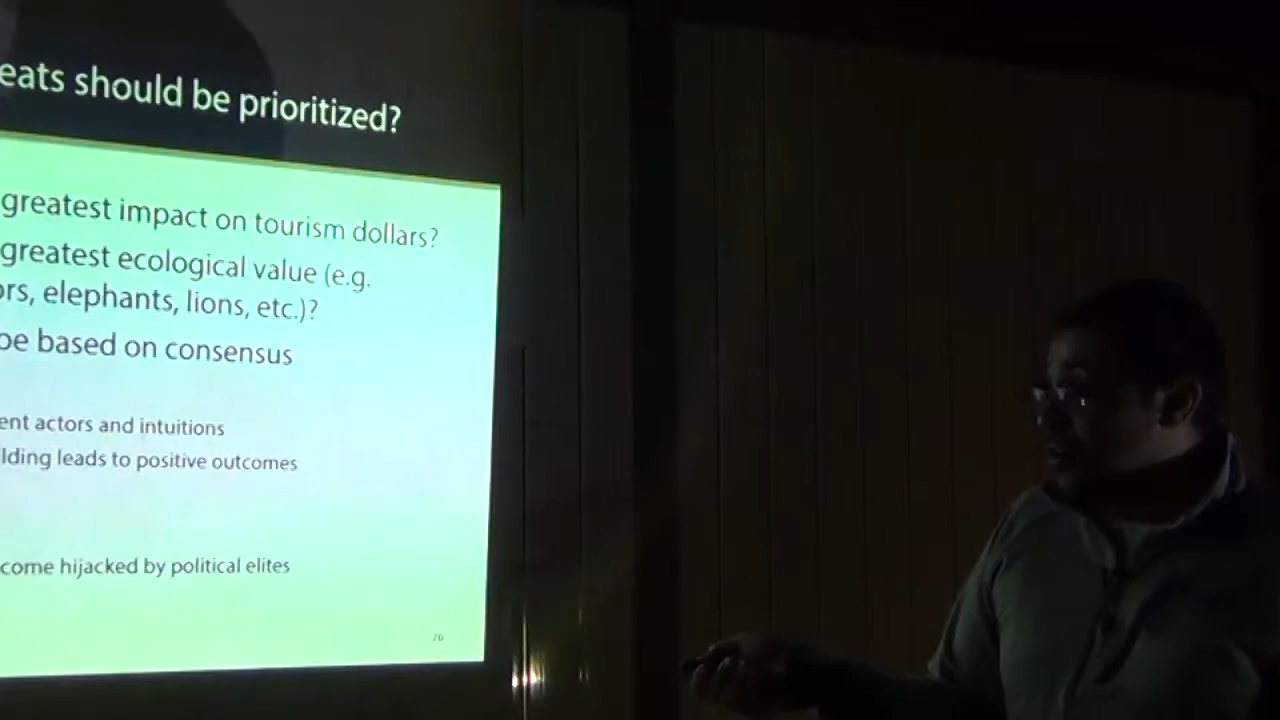 eats should be prioritized?
greatest impact on tourism dollars?
greatest ecological value (e.g.
ors, elephants, lions, etc.)?
be based on consensus
ent actors and intuitions
lding leads to positive outcomes
come hijacked by political elites